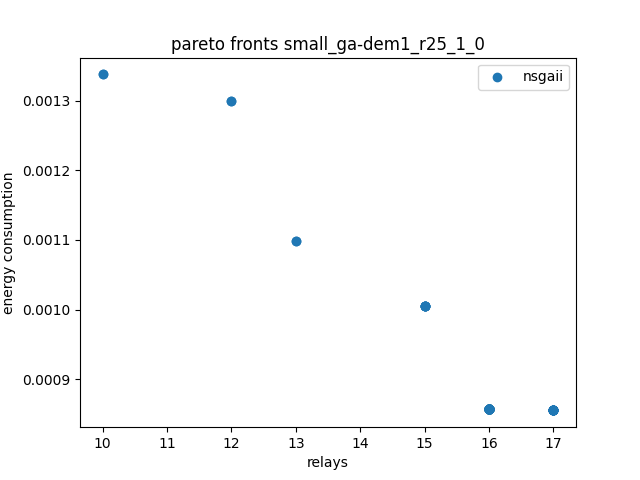 pareto fronts small_ga-dem1_r25_1_0
nsgaii
0.0013
0.0012
0.0011
0.0010
0.0009
energy consumption
10 11 12 13 14 15 16 17
relays